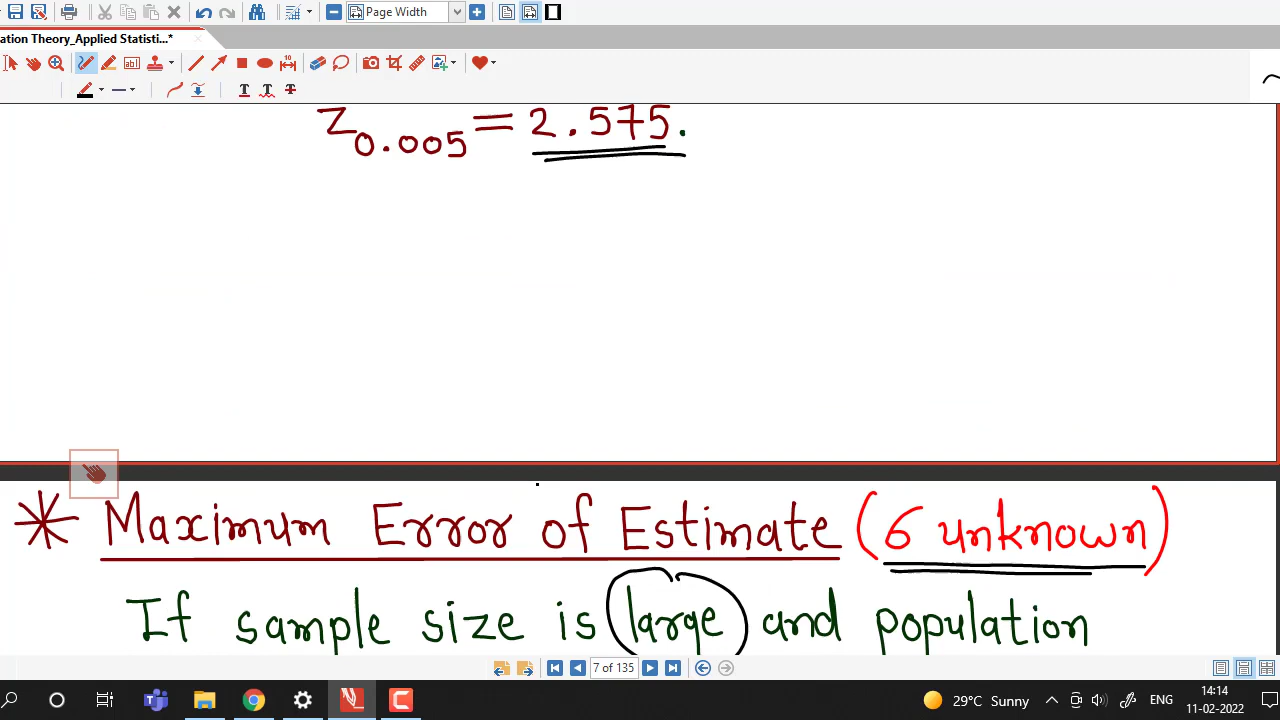 Page Width
ation Theory_Applied Statisti...*
Z0.005 = 2.575.
* Maximum Error of Estimate (6 unknown)
If sample size is large and population
7 of 135
29°C Sunny
ENG
14:14
11-02-2022